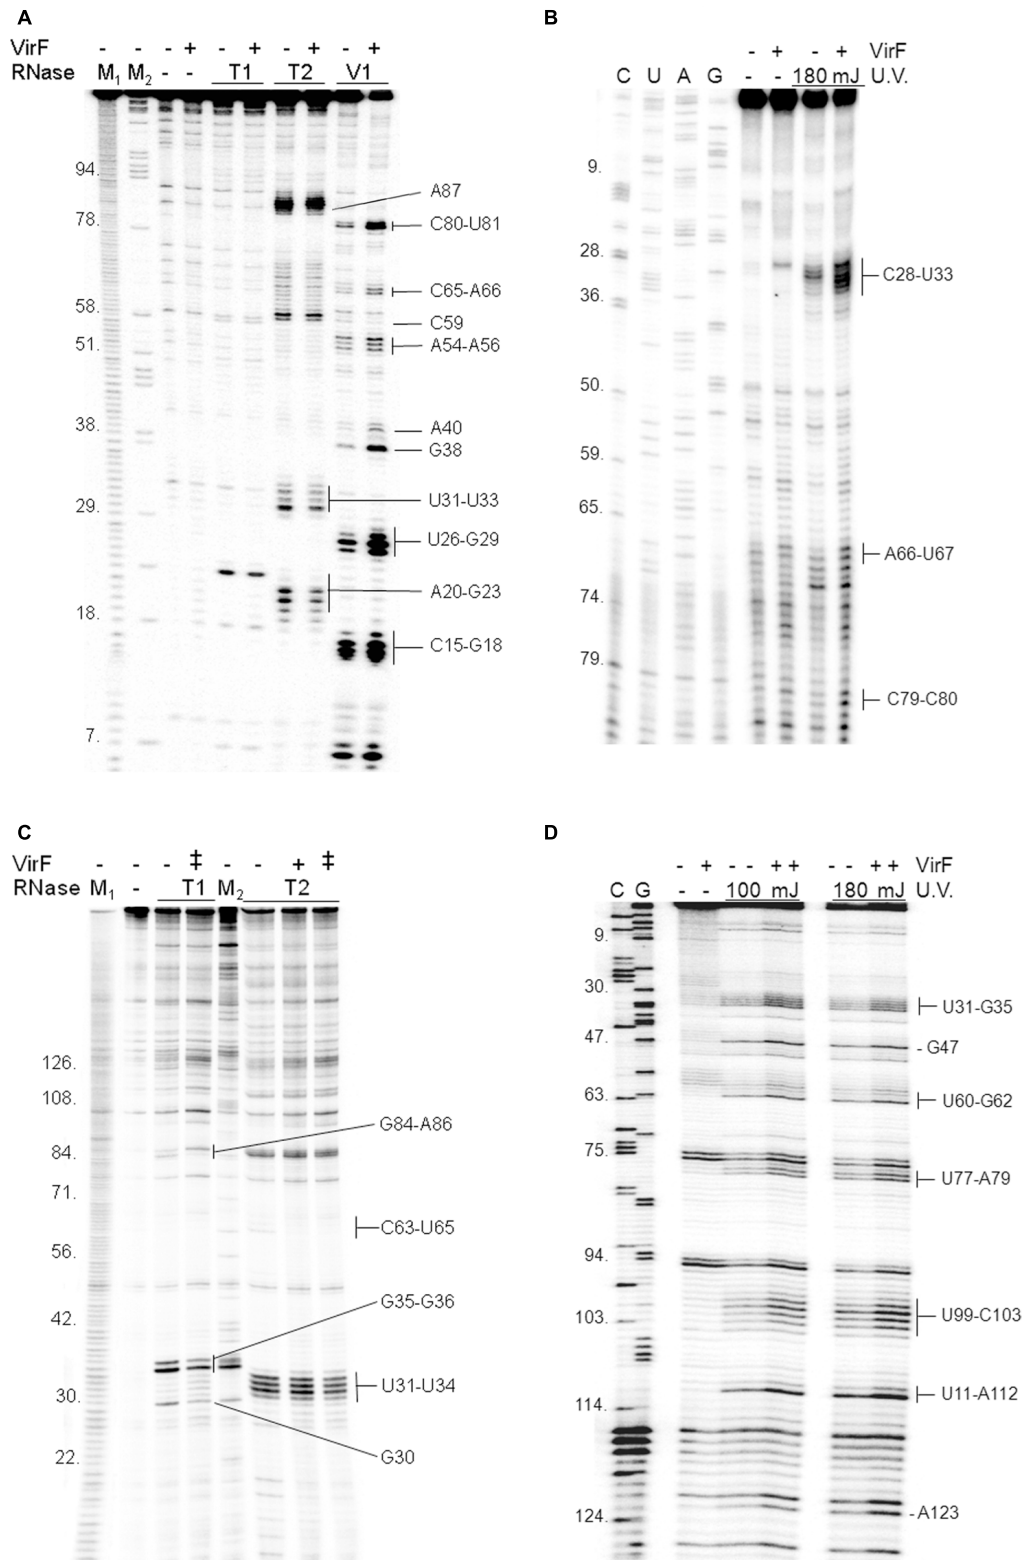 A
VirF - - - + - + - + - +
RNase M1 M2 - - T1 T2 V1
94.
78.
58.
51.
38.
29.
18.
7.
A87
C80-U81
C65-A66
C59
A54-A56
A40
G38
U31-U33
U26-G29
A20-G23
C15-G18
B
- + - + VirF
C U A G - - 180 mJ U.V.
9.
28.
36.
50.
59.
65.
74.
79.
C28-U33
A66-U67
C79-C80
C
VirF - - - ‡ - - + ‡
RNase M1 - T1 M2 T2
126.
108.
84.
71.
56.
42.
30.
22.
G84-A86
C63-U65
G35-G36
U31-U34
G30
D
- + - - + + - - + + VirF
C G - - 100 mJ 180 mJ U.V.
9.
30.
47.
63.
75.
94.
103.
114.
124.
U31-G35
- G47
U60-G62
U77-A79
U99-C103
U11-A112
- A123